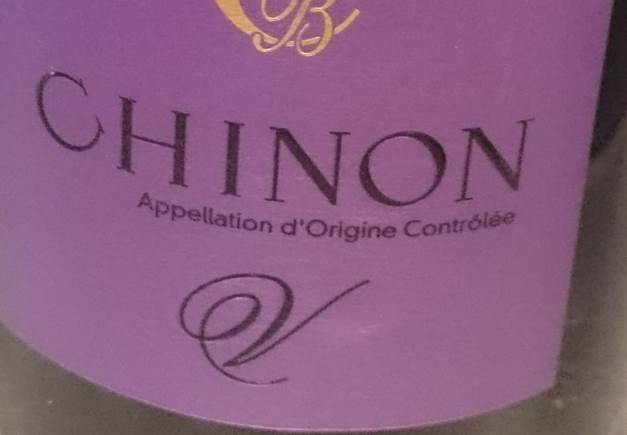 B
CHINON
Appellation d'Origine Contrôlée
V